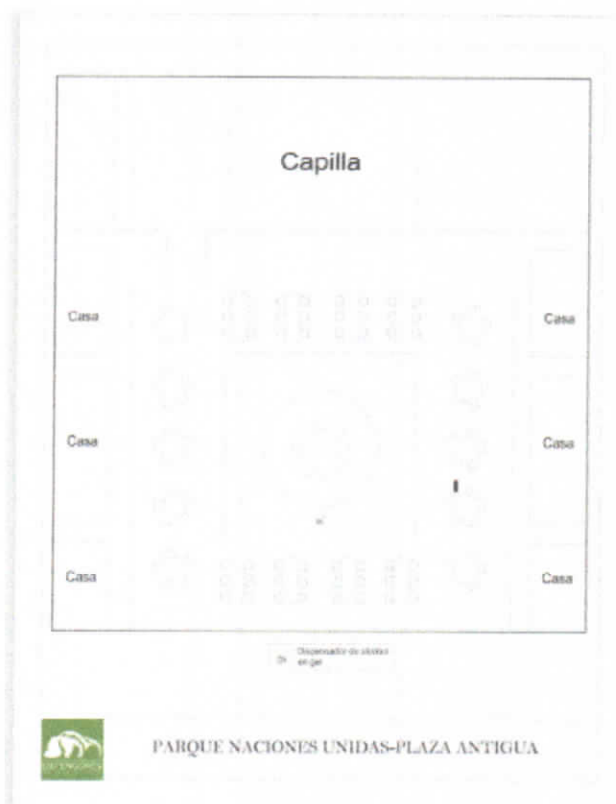 Capilla
Casa
Casa
Casa
Casa
Casa
Casa
Dispensador de alcohol
en gel
PARQUE NACIONES UNIDAS-PLAZA ANTIGUA